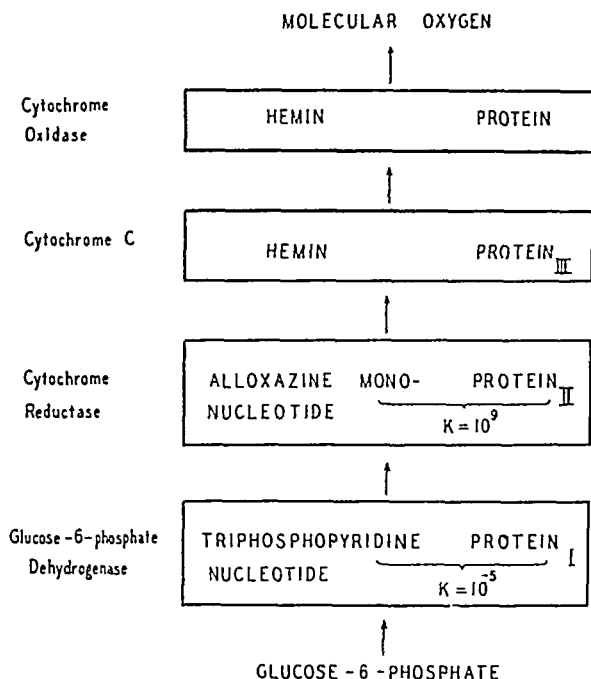 MOLECULAR OXYGEN
Cytochrome
Oxidase
HEMIN PROTEIN
Cytochrome C
HEMIN PROTEIN III
Cytochrome
Reductase
ALLOXAZINE MONO- PROTEIN II
NUCLEOTIDE
K = 10^9
Glucose-6-phosphate
Dehydrogenase
TRIPHOSPHOPYRIDINE PROTEIN I
NUCLEOTIDE
K = 10^-5
GLUCOSE-6-PHOSPHATE